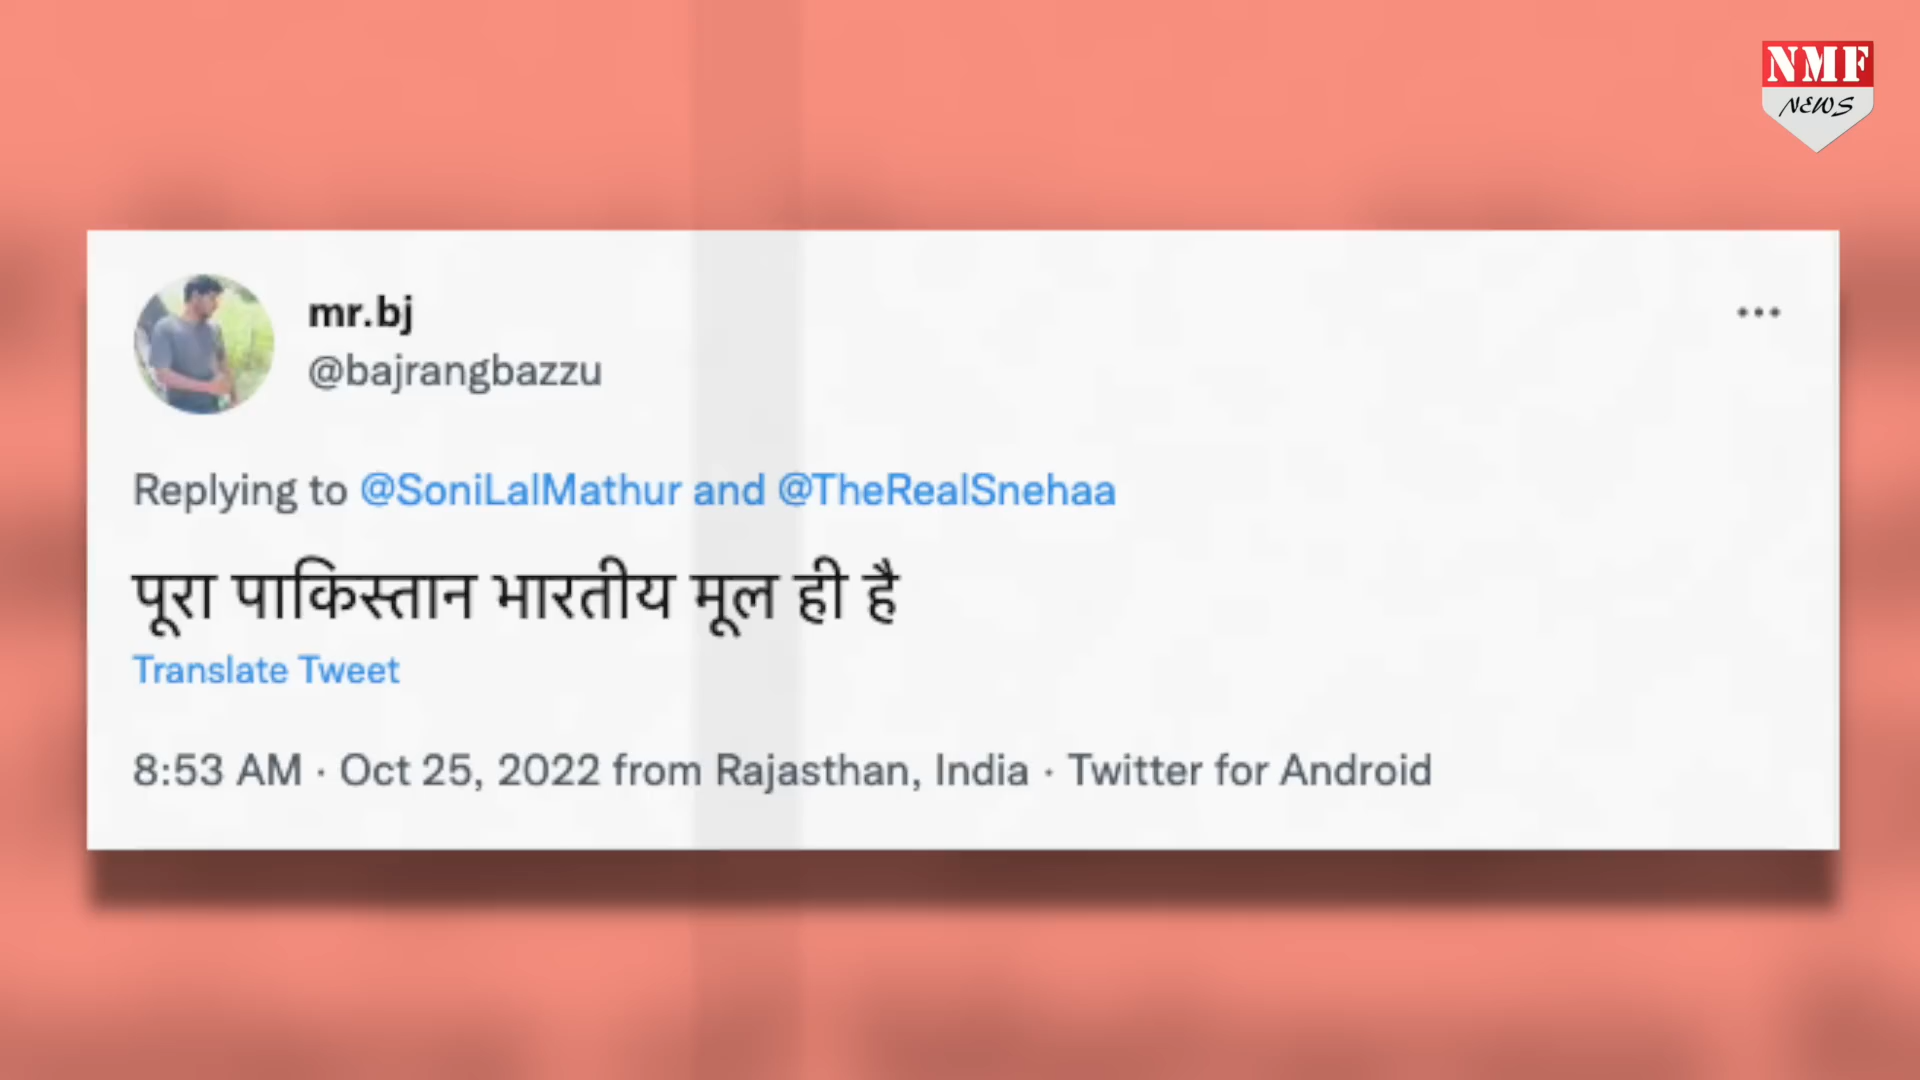 NMF
NEWS
mr.bj
@bajrangbazzu
Replying to @SoniLalMathur and @TheRealSnehaa
पूरा पाकिस्तान भारतीय मूल ही है
Translate Tweet
8:53 AM · Oct 25, 2022 from Rajasthan, India · Twitter for Android